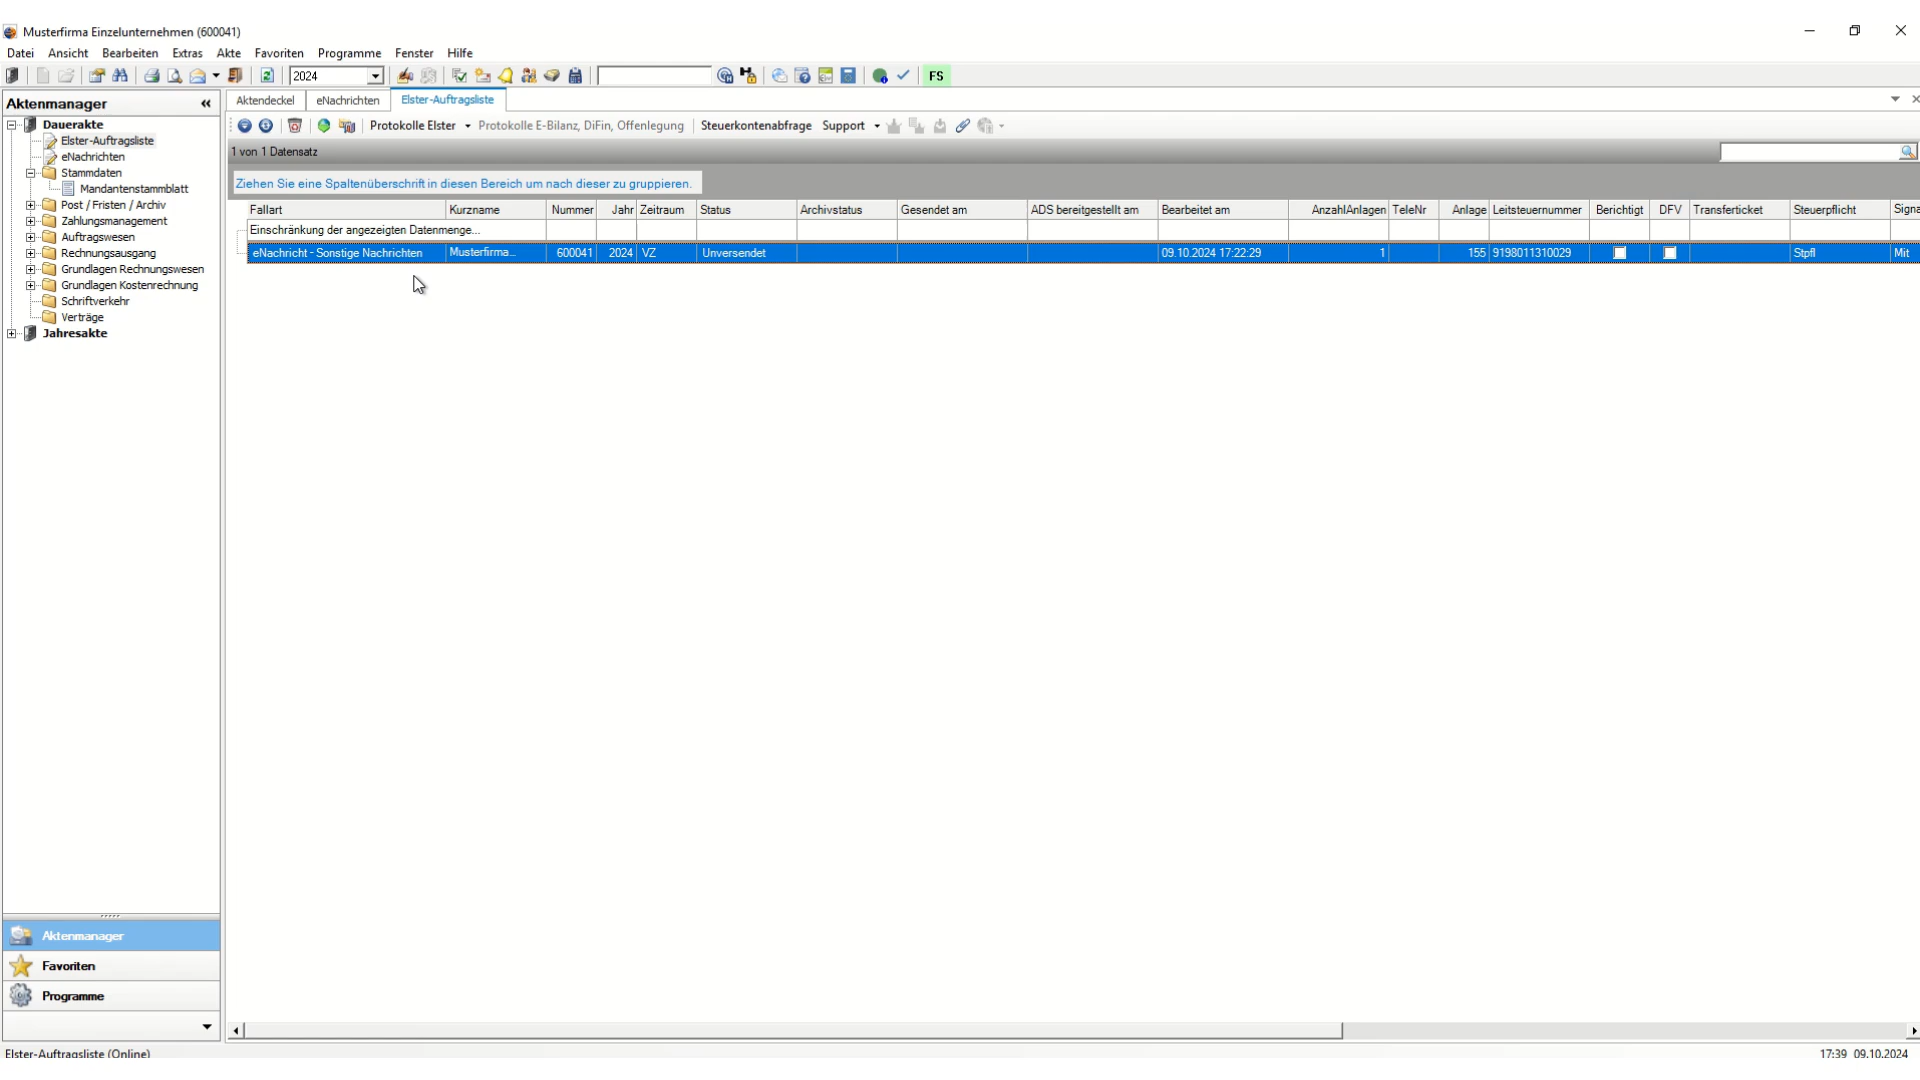 Musterfirma Einzelunternehmen (600041)
Datei Ansicht Bearbeiten Extras Akte Favoriten Programme Fenster Hilfe
2024 FS
Aktenmanager «
Dauerakte
Elster-Auftragsliste
eNachrichten
Stammdaten
Mandantenstammblatt
Post / Fristen / Archiv
Zahlungsmanagement
Auftragswesen
Rechnungsausgang
Grundlagen Rechnungswesen
Grundlagen Kostenrechnung
Schriftverkehr
Verträge
Jahresakte
Aktenmanager
Favoriten
Programme
Aktendeckel eNachrichten Elster-Auftragsliste
Protokolle Elster Protokolle E-Bilanz, DiFin, Offenlegung Steuerkontenabfrage Support
1 von 1 Datensatz
Ziehen Sie eine Spaltenüberschrift in diesen Bereich um nach dieser zu gruppieren.
Fallart Kurzname Nummer Jahr Zeitraum Status Archivstatus Gesendet am ADS bereitgestellt am Bearbeitet am AnzahlAnlagen TeleNr Anlage Leitsteuernummer Berichtigt DFV Transferticket Steuerpflicht Signa
Einschränkung der angezeigten Datenmenge...
eNachricht - Sonstige Nachrichten Musterfirma... 600041 2024 VZ Unversendet 09.10.2024 17:22:29 1 155 9198011310029 Stpfl Mit
Elster-Auftragsliste (Online) 17:39 09.10.2024